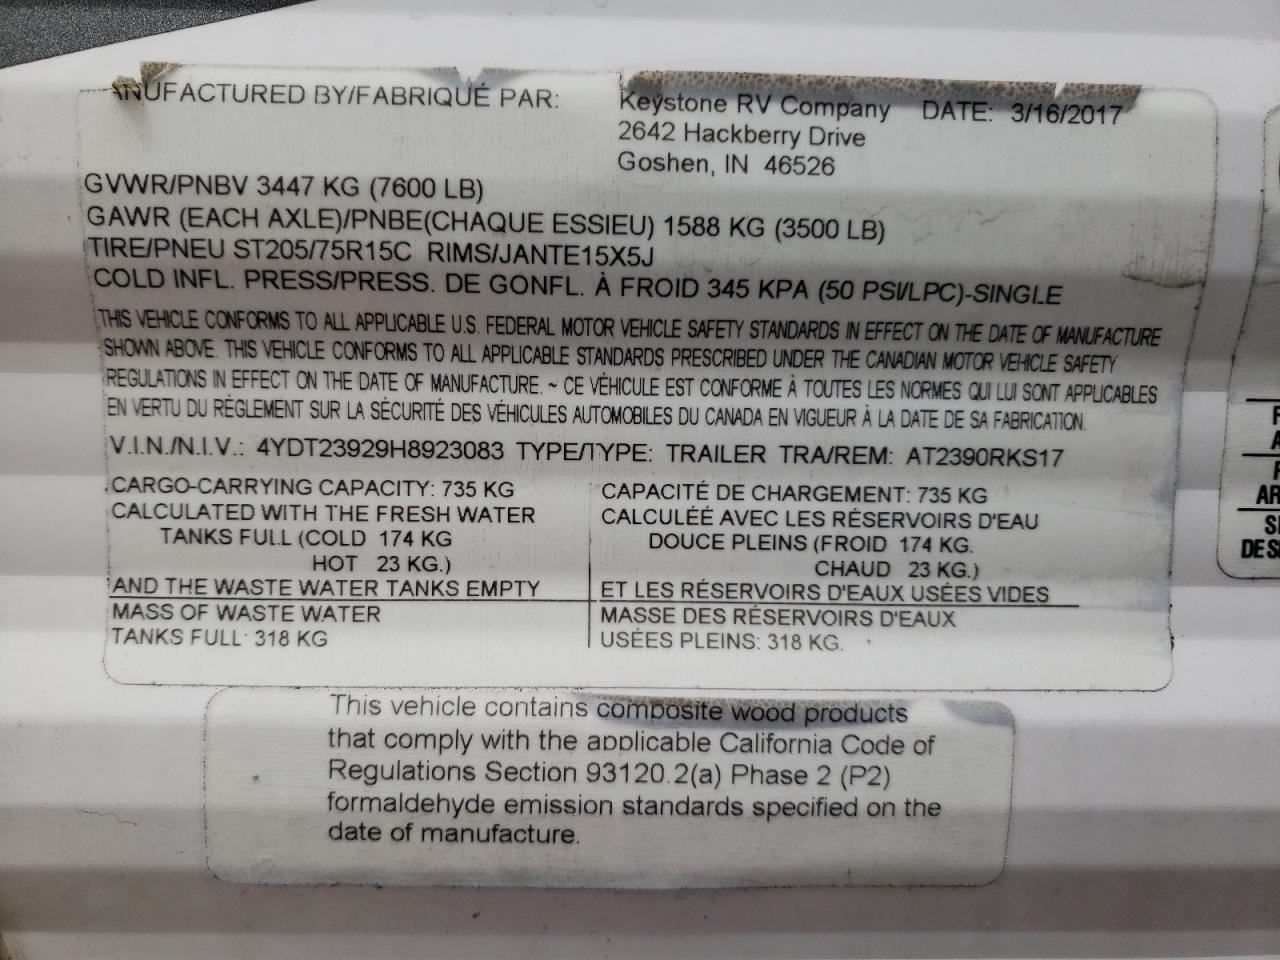 ANUFACTURED BY/FABRIQUÉ PAR: Keystone RV Company DATE: 3/16/2017
2642 Hackberry Drive
Goshen, IN 46526
GVWR/PNBV 3447 KG (7600 LB)
GAWR (EACH AXLE)/PNBE(CHAQUE ESSIEU) 1588 KG (3500 LB)
TIRE/PNEU ST205/75R15C RIMS/JANTE15X5J
COLD INFL. PRESS/PRESS. DE GONFL. À FROID 345 KPA (50 PSI/LPC)-SINGLE
THIS VEHICLE CONFORMS TO ALL APPLICABLE U.S. FEDERAL MOTOR VEHICLE SAFETY STANDARDS IN EFFECT ON THE DATE OF MANUFACTURE
SHOWN ABOVE. THIS VEHICLE CONFORMS TO ALL APPLICABLE STANDARDS PRESCRIBED UNDER THE CANADIAN MOTOR VEHICLE SAFETY
REGULATIONS IN EFFECT ON THE DATE OF MANUFACTURE. ~ CE VÉHICULE EST CONFORME À TOUTES LES NORMES QUI LUI SONT APPLICABLES
EN VERTU DU RÉGLEMENT SUR LA SÉCURITÉ DES VÉHICULES AUTOMOBILES DU CANADA EN VIGUEUR À LA DATE DE SA FABRICATION.
V.I.N./N.I.V.: 4YDT23929H8923083 TYPE/TYPE: TRAILER TRA/REM: AT2390RKS17
CARGO-CARRYING CAPACITY: 735 KG
CALCULATED WITH THE FRESH WATER
TANKS FULL (COLD 174 KG
HOT 23 KG.)
AND THE WASTE WATER TANKS EMPTY
MASS OF WASTE WATER
TANKS FULL: 318 KG
CAPACITÉ DE CHARGEMENT: 735 KG
CALCULÉE AVEC LES RÉSERVOIRS D'EAU
DOUCE PLEINS (FROID 174 KG.
CHAUD 23 KG.)
ET LES RÉSERVOIRS D'EAUX USÉES VIDES
MASSE DES RÉSERVOIRS D'EAUX
USÉES PLEINS: 318 KG.
This vehicle contains composite wood products
that comply with the applicable California Code of
Regulations Section 93120.2(a) Phase 2 (P2)
formaldehyde emission standards specified on the
date of manufacture.